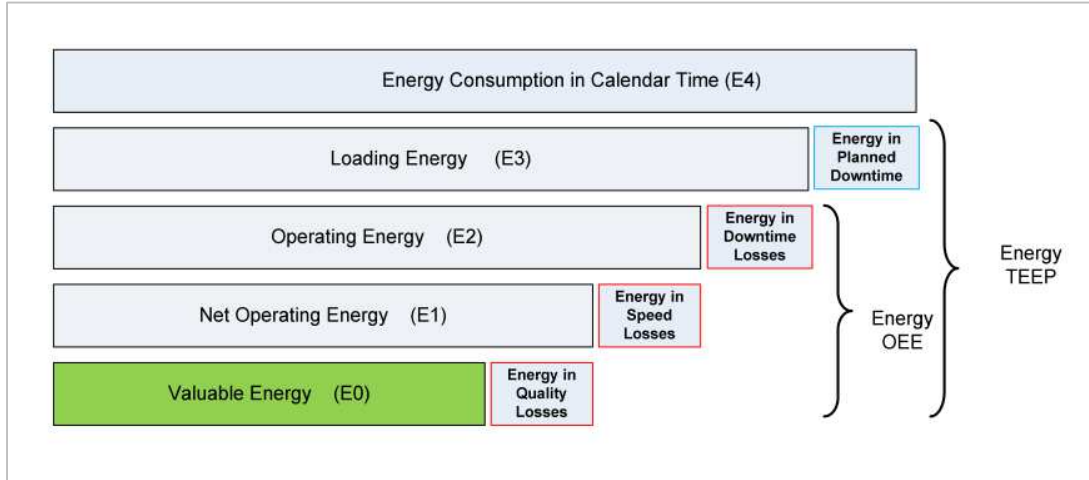 Energy Consumption in Calendar Time (E4)
Loading Energy (E3)
Energy in
Planned
Downtime
Operating Energy (E2)
Energy in
Downtime
Losses
Net Operating Energy (E1)
Energy in
Speed
Losses
Valuable Energy (E0)
Energy in
Quality
Losses
Energy
OEE
Energy
TEEP